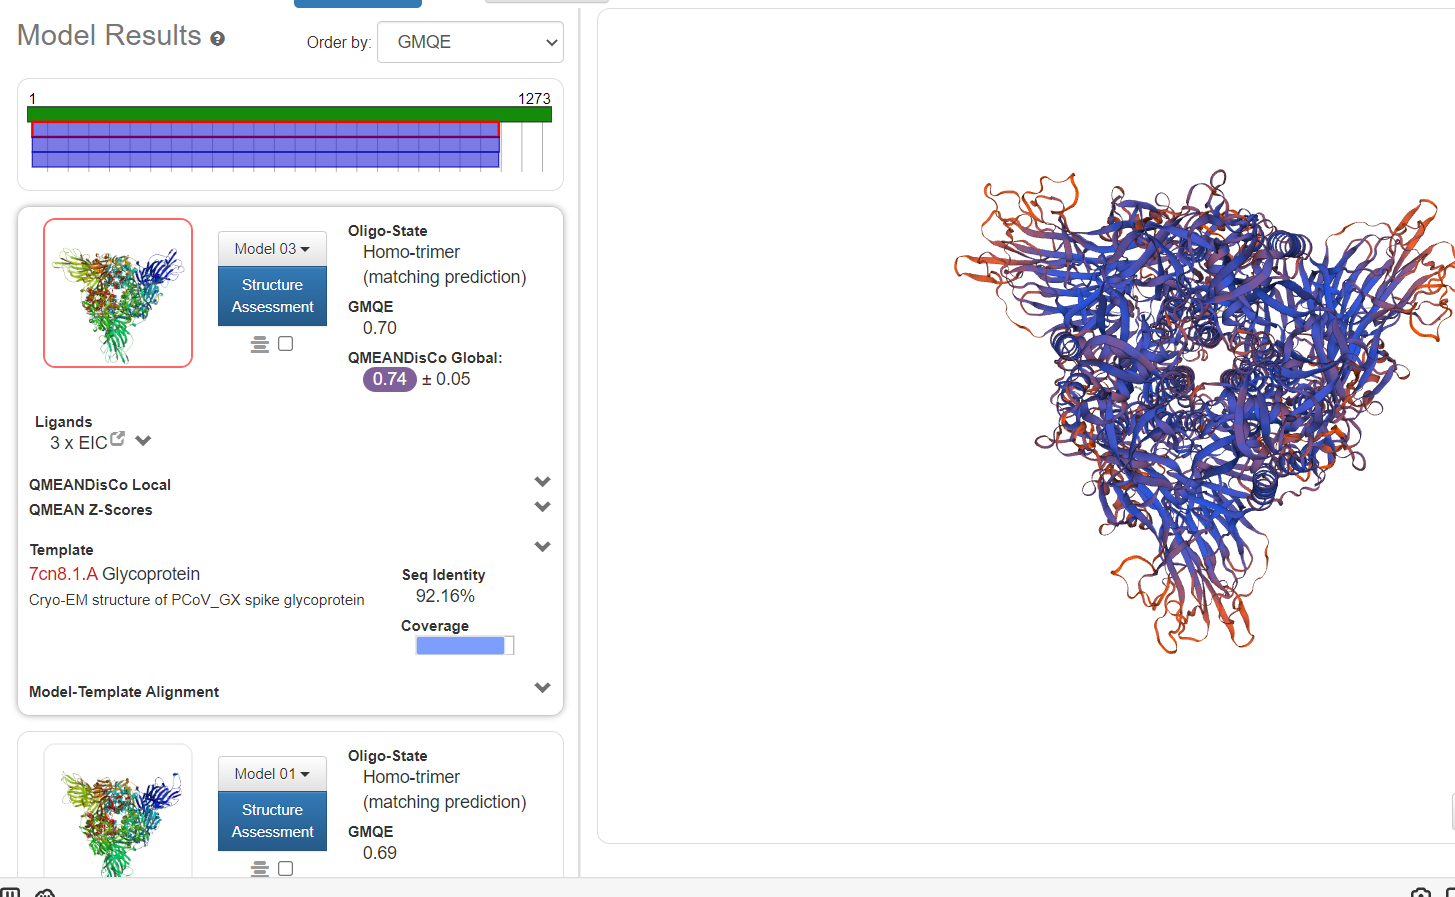 Model Results
Order by: GMQE
1 1273
Model 03
Structure
Assessment
Oligo-State
Homo-trimer
(matching prediction)
GMQE
0.70
QMEANDisCo Global:
0.74 ± 0.05
Ligands
3 x EIC
QMEANDisCo Local
QMEAN Z-Scores
Template
7cn8.1.A Glycoprotein
Cryo-EM structure of PCoV_GX spike glycoprotein
Seq Identity
92.16%
Coverage
Model-Template Alignment
Model 01
Structure
Assessment
Oligo-State
Homo-trimer
(matching prediction)
GMQE
0.69